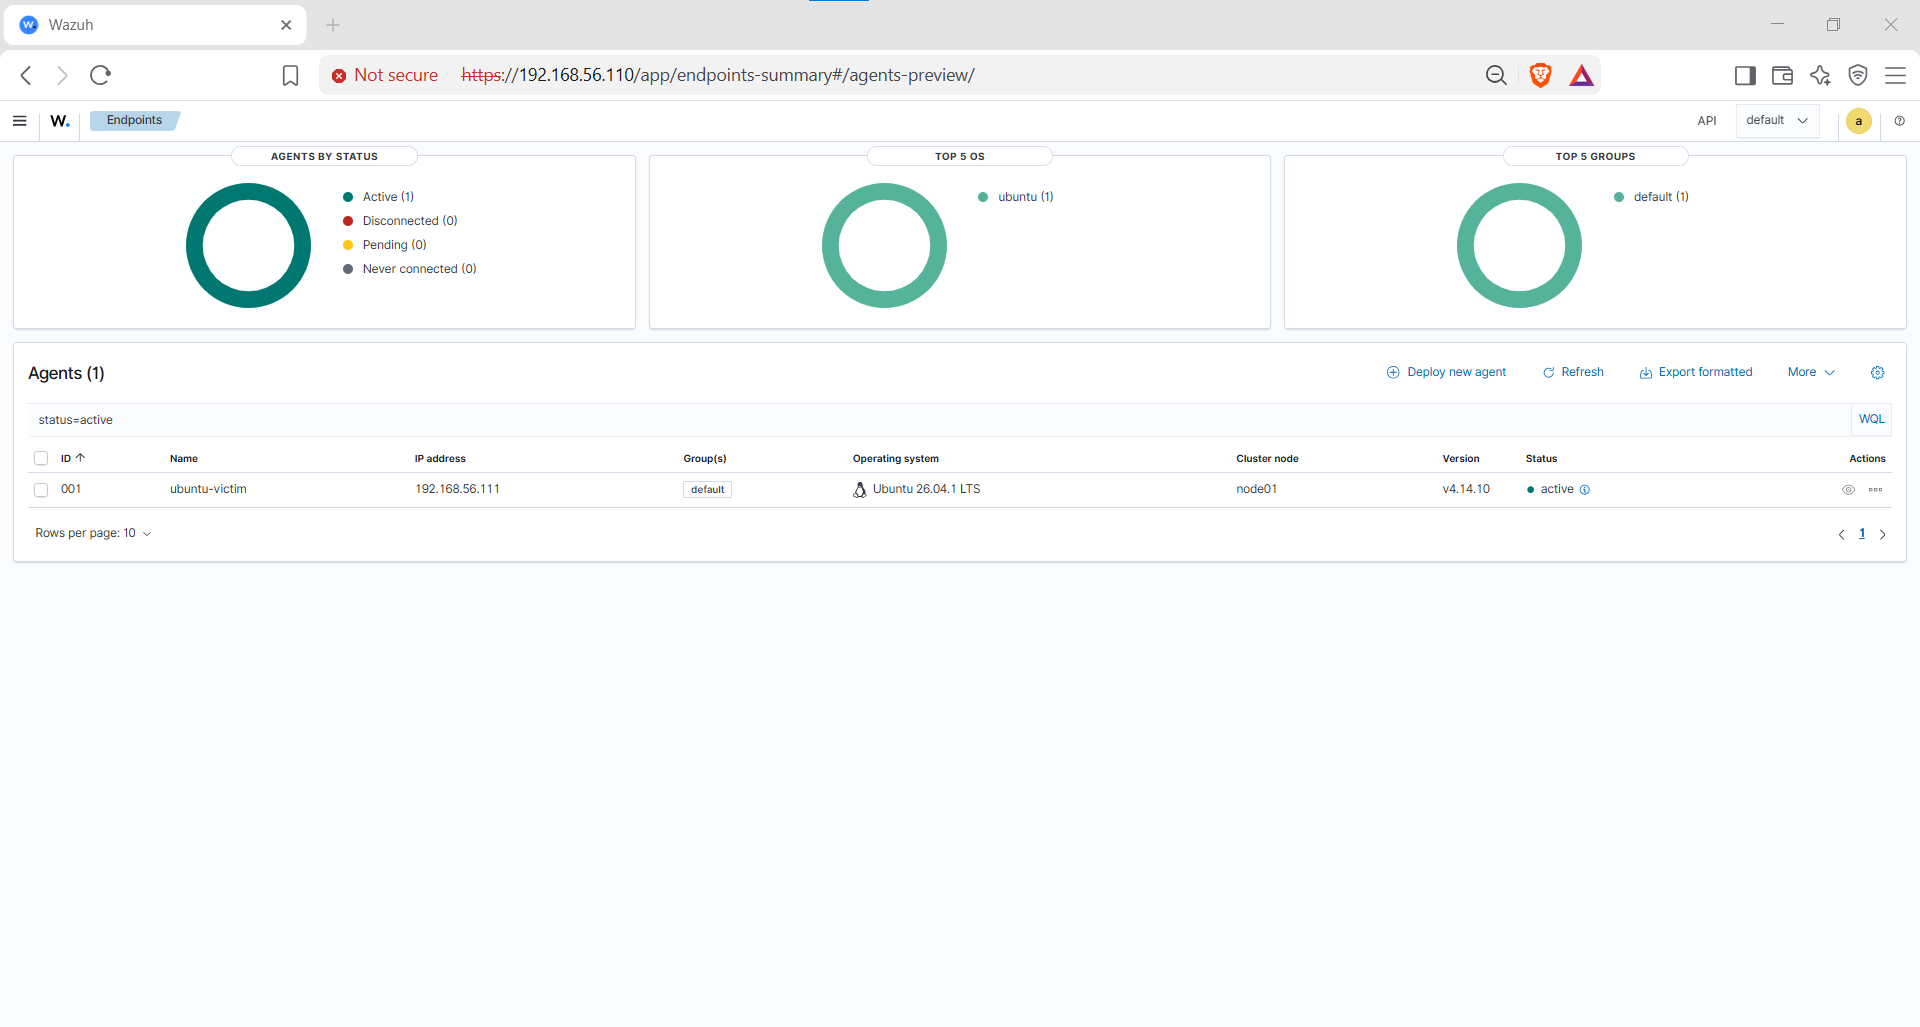 Wazuh
Not secure https://192.168.56.110/app/endpoints-summary#/agents-preview/
W. Endpoints API default a
AGENTS BY STATUS
Active (1)
Disconnected (0)
Pending (0)
Never connected (0)
TOP 5 OS
ubuntu (1)
TOP 5 GROUPS
default (1)
Agents (1) Deploy new agent Refresh Export formatted More
status=active WQL
ID Name IP address Group(s) Operating system Cluster node Version Status Actions
001 ubuntu-victim 192.168.56.111 default Ubuntu 26.04.1 LTS node01 v4.14.10 active
Rows per page: 10 1